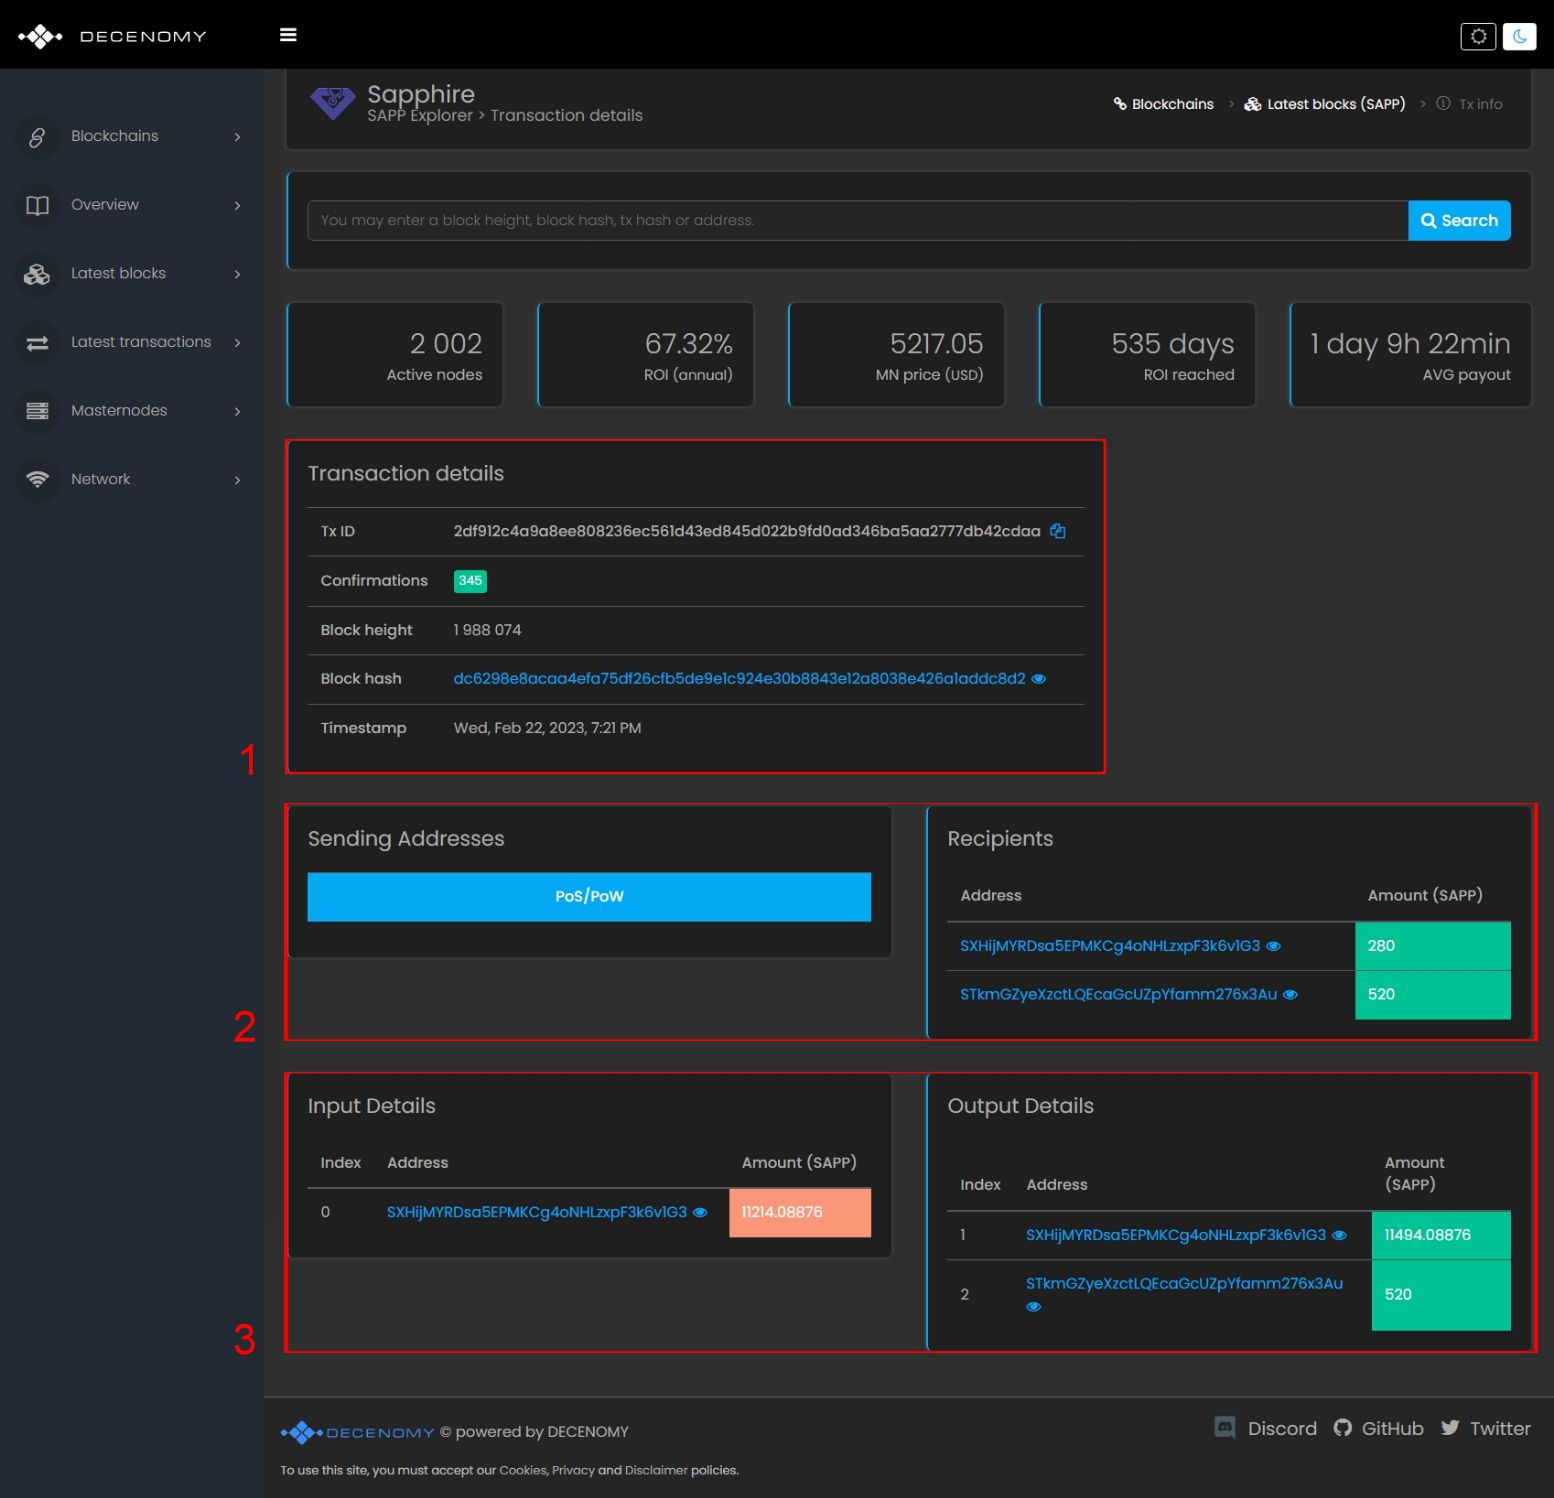 DECENOMY
Sapphire
SAPP Explorer > Transaction details
Blockchains > Latest blocks (SAPP) > Tx info
Blockchains
Overview
Latest blocks
Latest transactions
Masternodes
Network
You may enter a block height, block hash, tx hash or address.
Search
2 002
Active nodes
67.32%
ROI (annual)
5217.05
MN price (USD)
535 days
ROI reached
1 day 9h 22min
AVG payout
Transaction details
Tx ID 2df912c4a9a8ee808236ec561d43ed845d022b9fd0ad346ba5aa2777db42cdaa
Confirmations 345
Block height 1 988 074
Block hash dc6298e8acaa4efa75df26cfb5de9e1c924e30b8843e12a8038e426a1addc8d2
Timestamp Wed, Feb 22, 2023, 7:21 PM
1
Sending Addresses
PoS/PoW
Recipients
Address Amount (SAPP)
SXHijMYRDsa5EPMKCg4oNHLzxpF3k6v1G3 280
STkmGZyeXzctLQEcaGcUZpYfamm276x3Au 520
2
Input Details
Index Address Amount (SAPP)
0 SXHijMYRDsa5EPMKCg4oNHLzxpF3k6v1G3 11214.08876
Output Details
Index Address Amount (SAPP)
1 SXHijMYRDsa5EPMKCg4oNHLzxpF3k6v1G3 11494.08876
2 STkmGZyeXzctLQEcaGcUZpYfamm276x3Au 520
3
DECENOMY © powered by DECENOMY
Discord GitHub Twitter
To use this site, you must accept our Cookies, Privacy and Disclaimer policies.